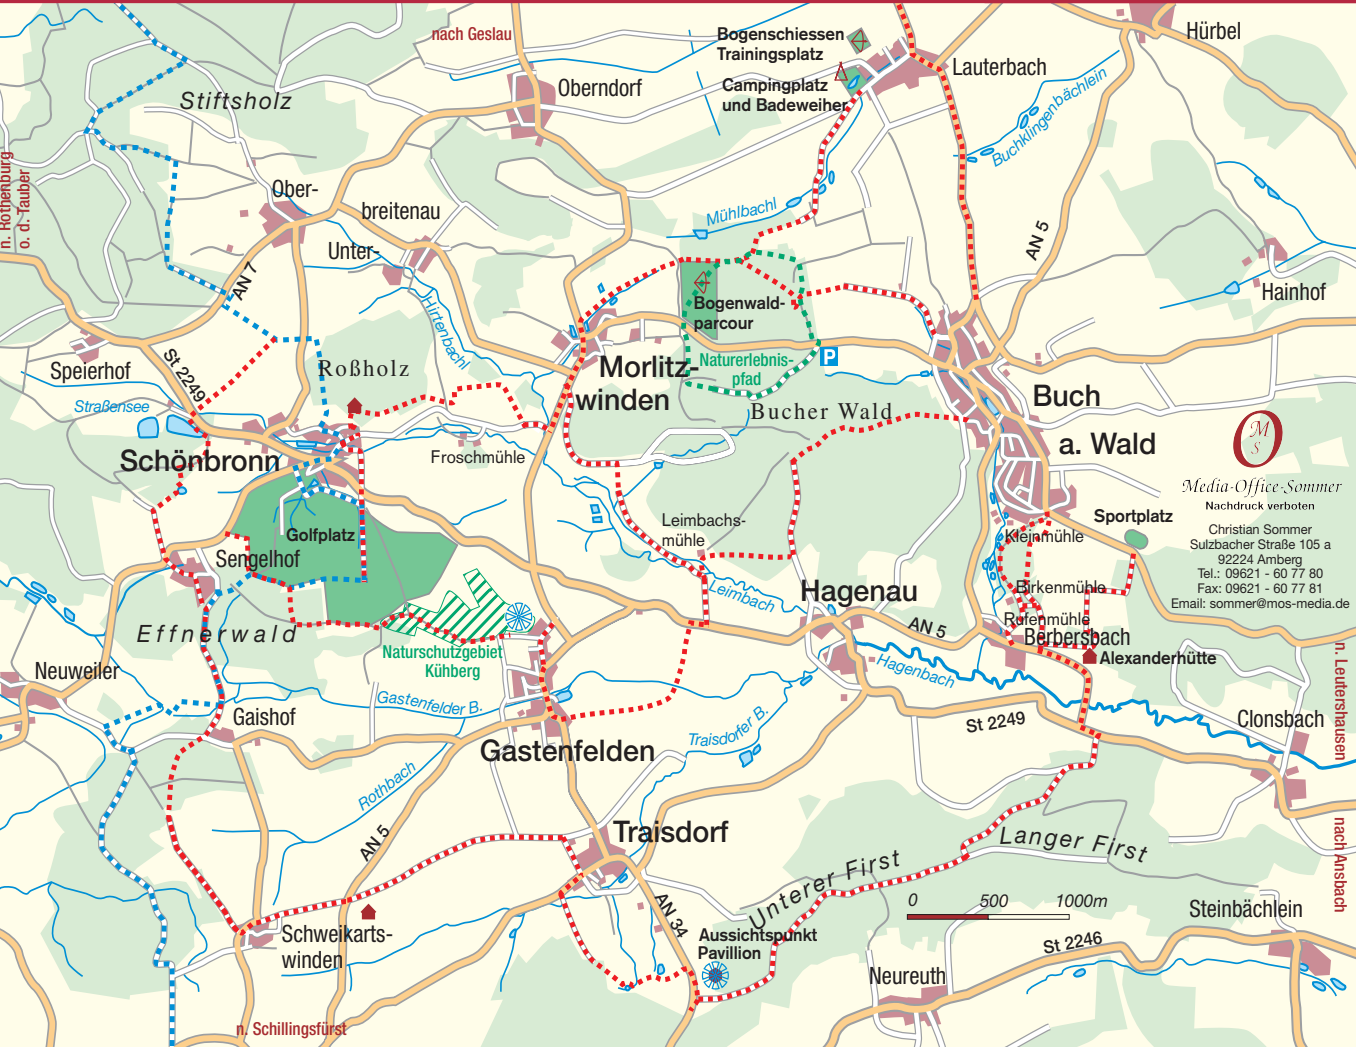 nach Geslau
Bogenschiessen
Trainingsplatz
Hürbel
Lauterbach
Campingplatz
und Badeweiher
Oberndorf
Stiftsholz
Buchklingenbächlein
n. Rothenburg
o. d. Tauber
Ober-
breitenau
Unter-
Mühlbachl
AN 5
AN 7
Hainhof
Hirtenbachl
Bogenwald-
parcour
Speierhof
St 2249
Roßholz
Morlitz-
winden
Naturerlebnis-
pfad
P
Buch
a. Wald
Straßensee
Bucher Wald
M
O
S
Schönbronn
Froschmühle
Media-Office-Sommer
Nachdruck verboten
Christian Sommer
Sulzbacher Straße 105 a
92224 Amberg
Tel.: 09621 - 60 77 80
Fax: 09621 - 60 77 81
Email: sommer@mos-media.de
Sportplatz
Leimbachs-
mühle
Golfplatz
Kleinmühle
Sengelhof
Hagenau
Leimbach
Birkenmühle
Rufenmühle
AN 5
Berbersbach
Alexanderhütte
Effnerwald
Naturschutzgebiet
Kühberg
Hagenbach
n. Leutershausen
Neuweiler
Gastenfelder B.
Gaishof
Traisdorfer B.
St 2249
Clonsbach
Gastenfelden
Rothbach
AN 5
Traisdorf
Langer First
Unterer First
nach Ansbach
0 500 1000m
AN 34
Steinbächlein
Schweikarts-
winden
Aussichtspunkt
Pavillion
St 2246
Neureuth
n. Schillingsfürst